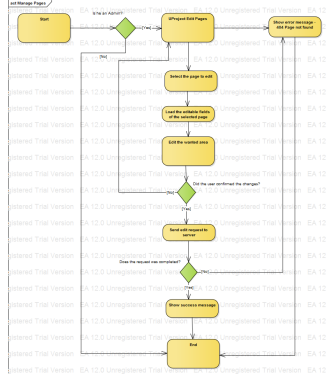 act Manage Pages
Start
Is he an Admin?
[Yes]
UProject Edit Pages
Show error message -
404 Page not found
[No]
Select the page to edit
Load the editable fields
of the selected page
Edit the wanted area
Did the user confirmed the changes?
[No]
[Yes]
Send edit request to
server
Does the request was completed?
[No]
[Yes]
Show success message
End
EA 12.0 Unregistered Trial Version